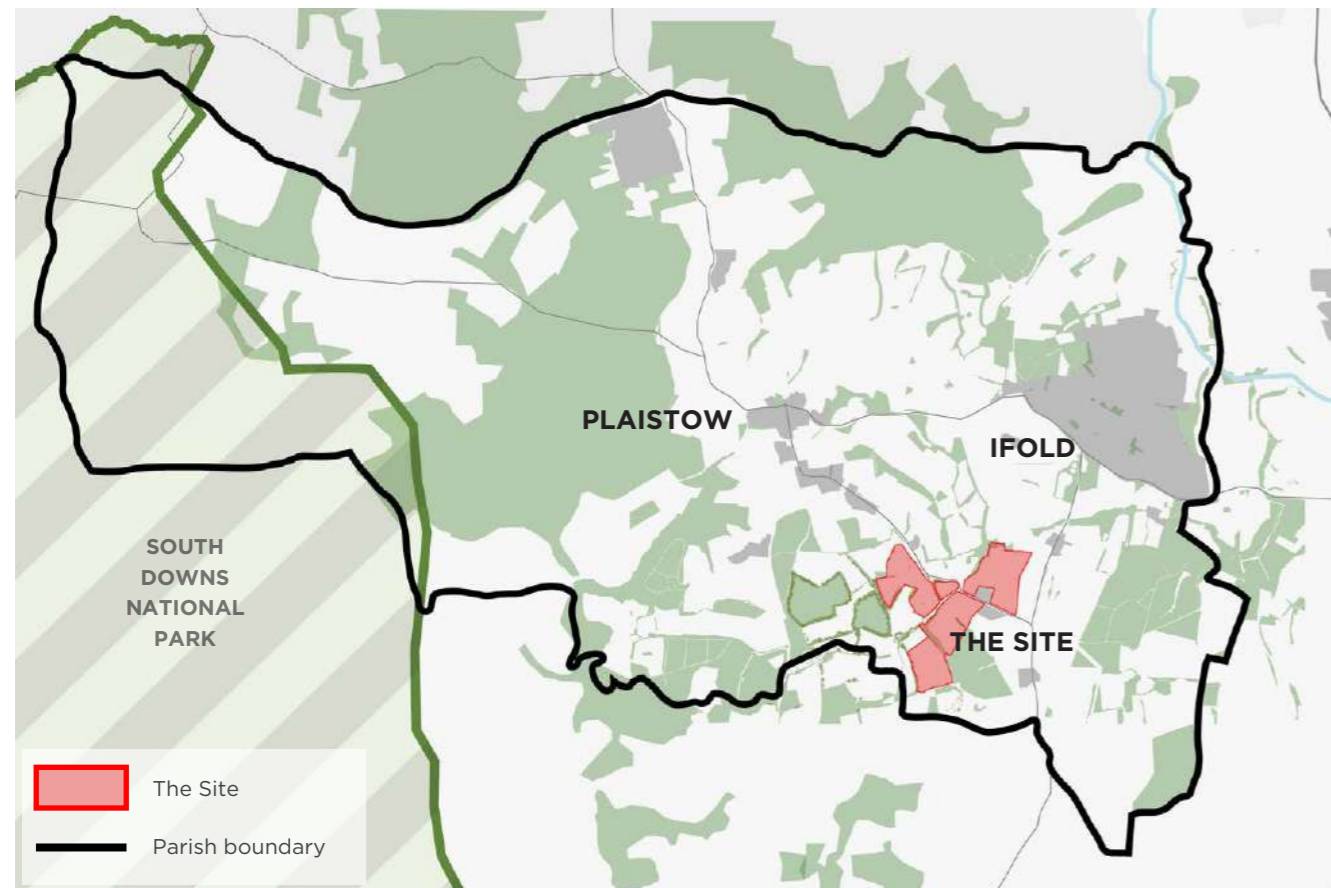 PLAISTOW
IFOLD
SOUTH
DOWNS
NATIONAL
PARK
THE SITE
The Site
Parish boundary